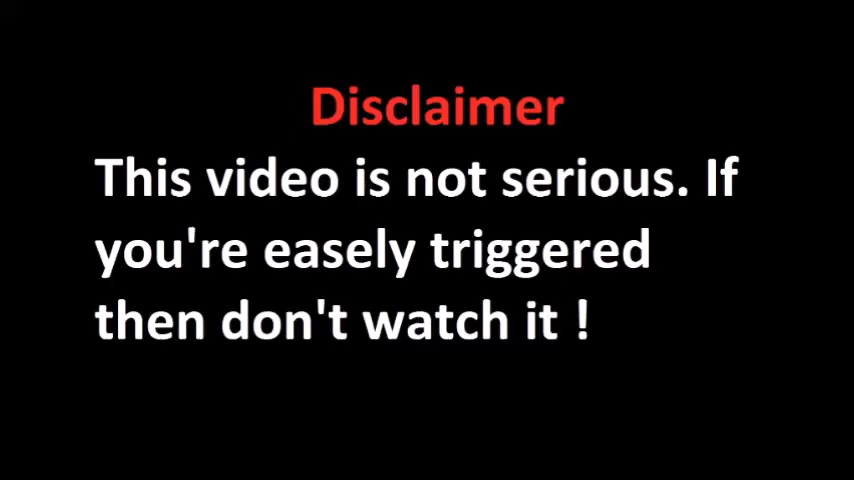 Disclaimer
This video is not serious. If
you're easely triggered
then don't watch it !